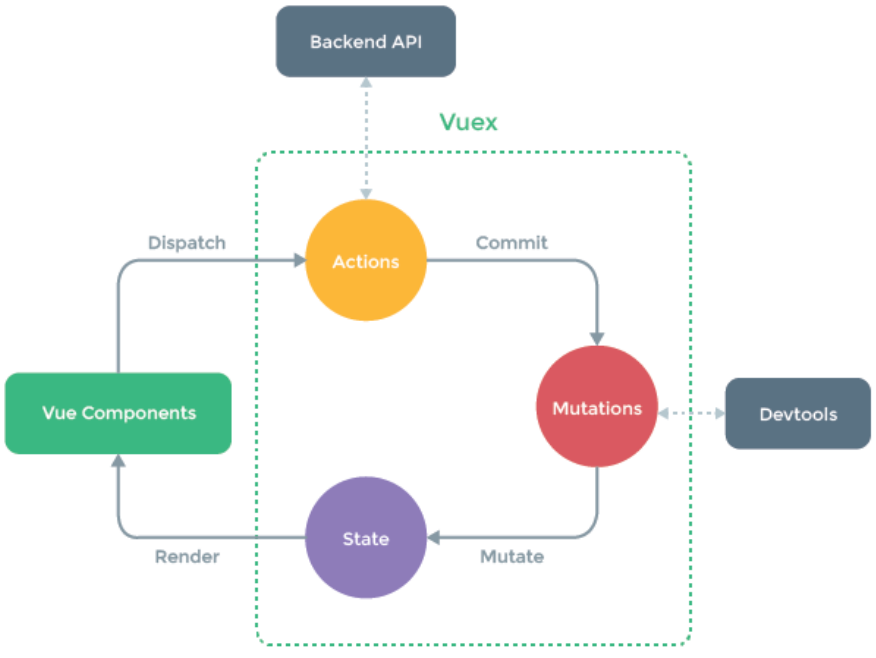 Backend API
Vuex
Dispatch
Commit
Actions
Vue Components
Mutations
Devtools
State
Render
Mutate